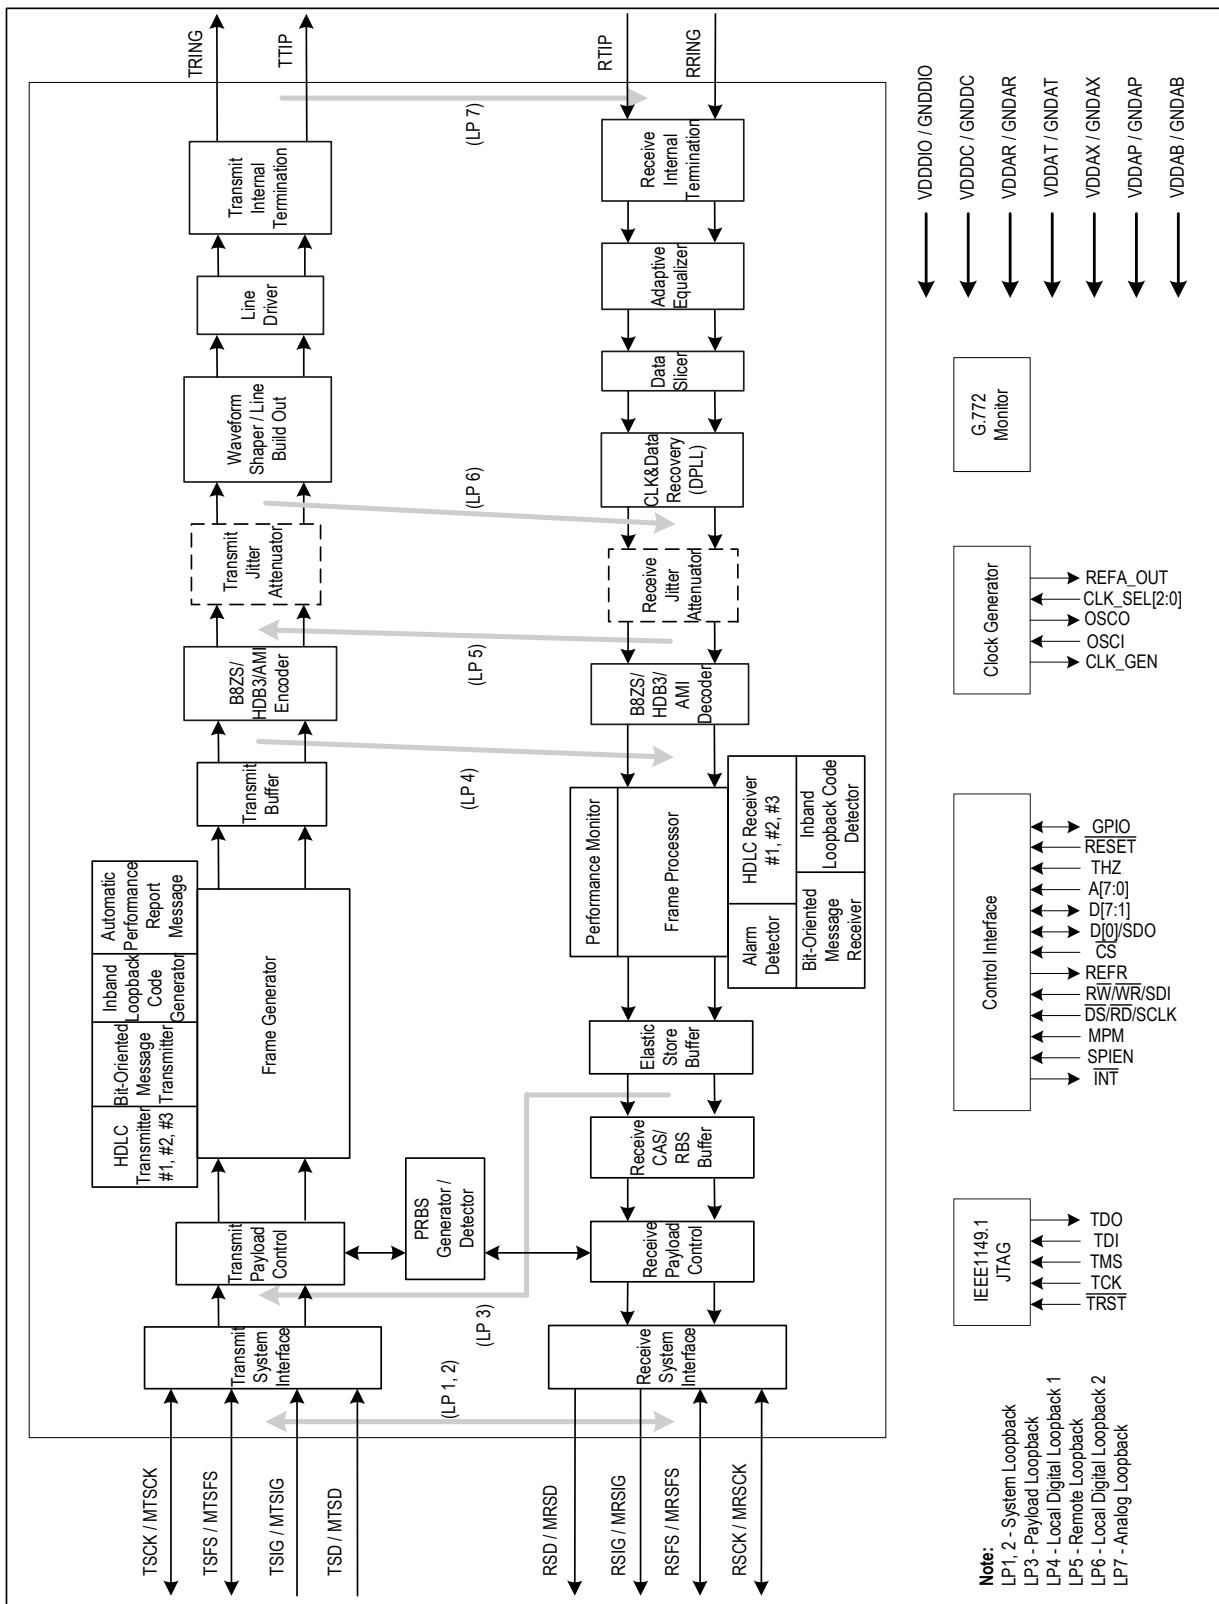 TRING
TTIP
RTIP
RRING
VDDDIO / GNDDIO
VDDDC / GNDDC
VDDAR / GNDAR
VDDAT / GNDAT
VDDAX / GNDAX
VDDAP / GNDAP
VDDAB / GNDAB
(LP 7)
Transmit
Internal
Termination
Receive
Internal
Termination
Line
Driver
Adaptive
Equalizer
Data
Slicer
Waveform
Shaper / Line
Build Out
CLK&Data
Recovery
(DPLL)
G.772
Monitor
(LP 6)
Transmit
Jitter
Attenuator
Receive
Jitter
Attenuator
(LP 5)
Clock Generator
REFA_OUT
CLK_SEL[2:0]
OSCO
OSCI
CLK_GEN
B8ZS/
HDB3/AMI
Encoder
B8ZS/
HDB3/
AMI
Decoder
(LP 4)
Transmit
Buffer
Performance Monitor
Frame Processor
HDLC Receiver
#1, #2, #3
Inband
Loopback Code
Detector
Alarm
Detector
Bit-Oriented
Message
Receiver
Automatic
Performance
Report
Message
Inband
Loopback
Code
Generator
Bit-Oriented
Message
Transmitter
HDLC
Transmitter
#1, #2, #3
Frame Generator
Control Interface
GPIO
RESET
THZ
A[7:0]
D[7:1]
D[0]/SDO
CS
REFR
RW/WR/SDI
DS/RD/SCLK
MPM
SPIEN
INT
Elastic
Store
Buffer
Receive
CAS/
RBS
Buffer
PRBS
Generator /
Detector
Transmit
Payload
Control
Receive
Payload
Control
(LP 3)
IEEE1149.1
JTAG
TDO
TDI
TMS
TCK
TRST
Transmit
System
Interface
Receive
System
Interface
(LP 1, 2)
TSCK / MTSCK
TSFS / MTSFS
TSIG / MTSIG
TSD / MTSD
RSD / MRSD
RSIG / MRSIG
RSFS / MRSFS
RSCK / MRSCK
Note:
LP1, 2 - System Loopback
LP3 - Payload Loopback
LP4 - Local Digital Loopback 1
LP5 - Remote Loopback
LP6 - Local Digital Loopback 2
LP7 - Analog Loopback